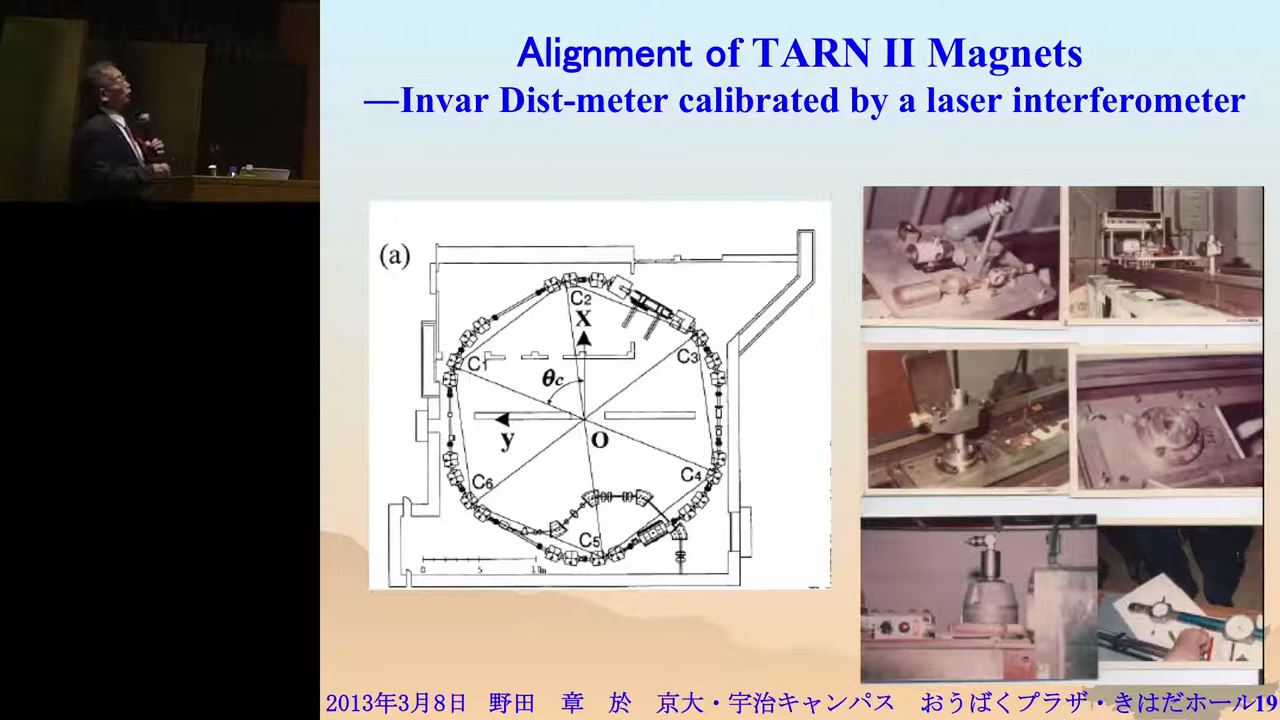 Alignment of TARN II Magnets
—Invar Dist-meter calibrated by a laser interferometer
(a)
C2
X
C3
C1
θc
y
O
C6
C4
C5
0 5 10m
2013年3月8日 野田 章 於 京大・宇治キャンパス おうばくプラザ・きはだホール19